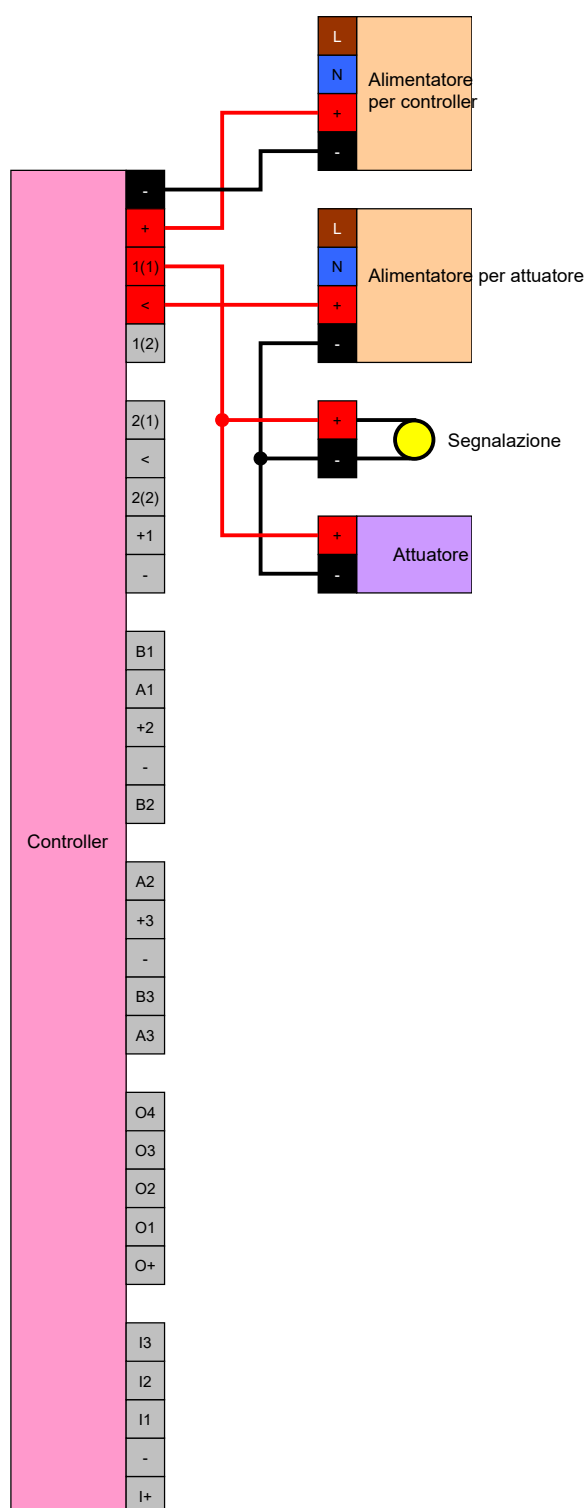 L
N
Alimentatore
per controller
+
-
-
+
1(1)
<
1(2)
L
N
Alimentatore per attuatore
+
-
2(1)
<
2(2)
+1
-
+
-
Segnalazione
+
-
Attuatore
B1
A1
+2
-
B2
Controller
A2
+3
-
B3
A3
O4
O3
O2
O1
O+
I3
I2
I1
-
I+